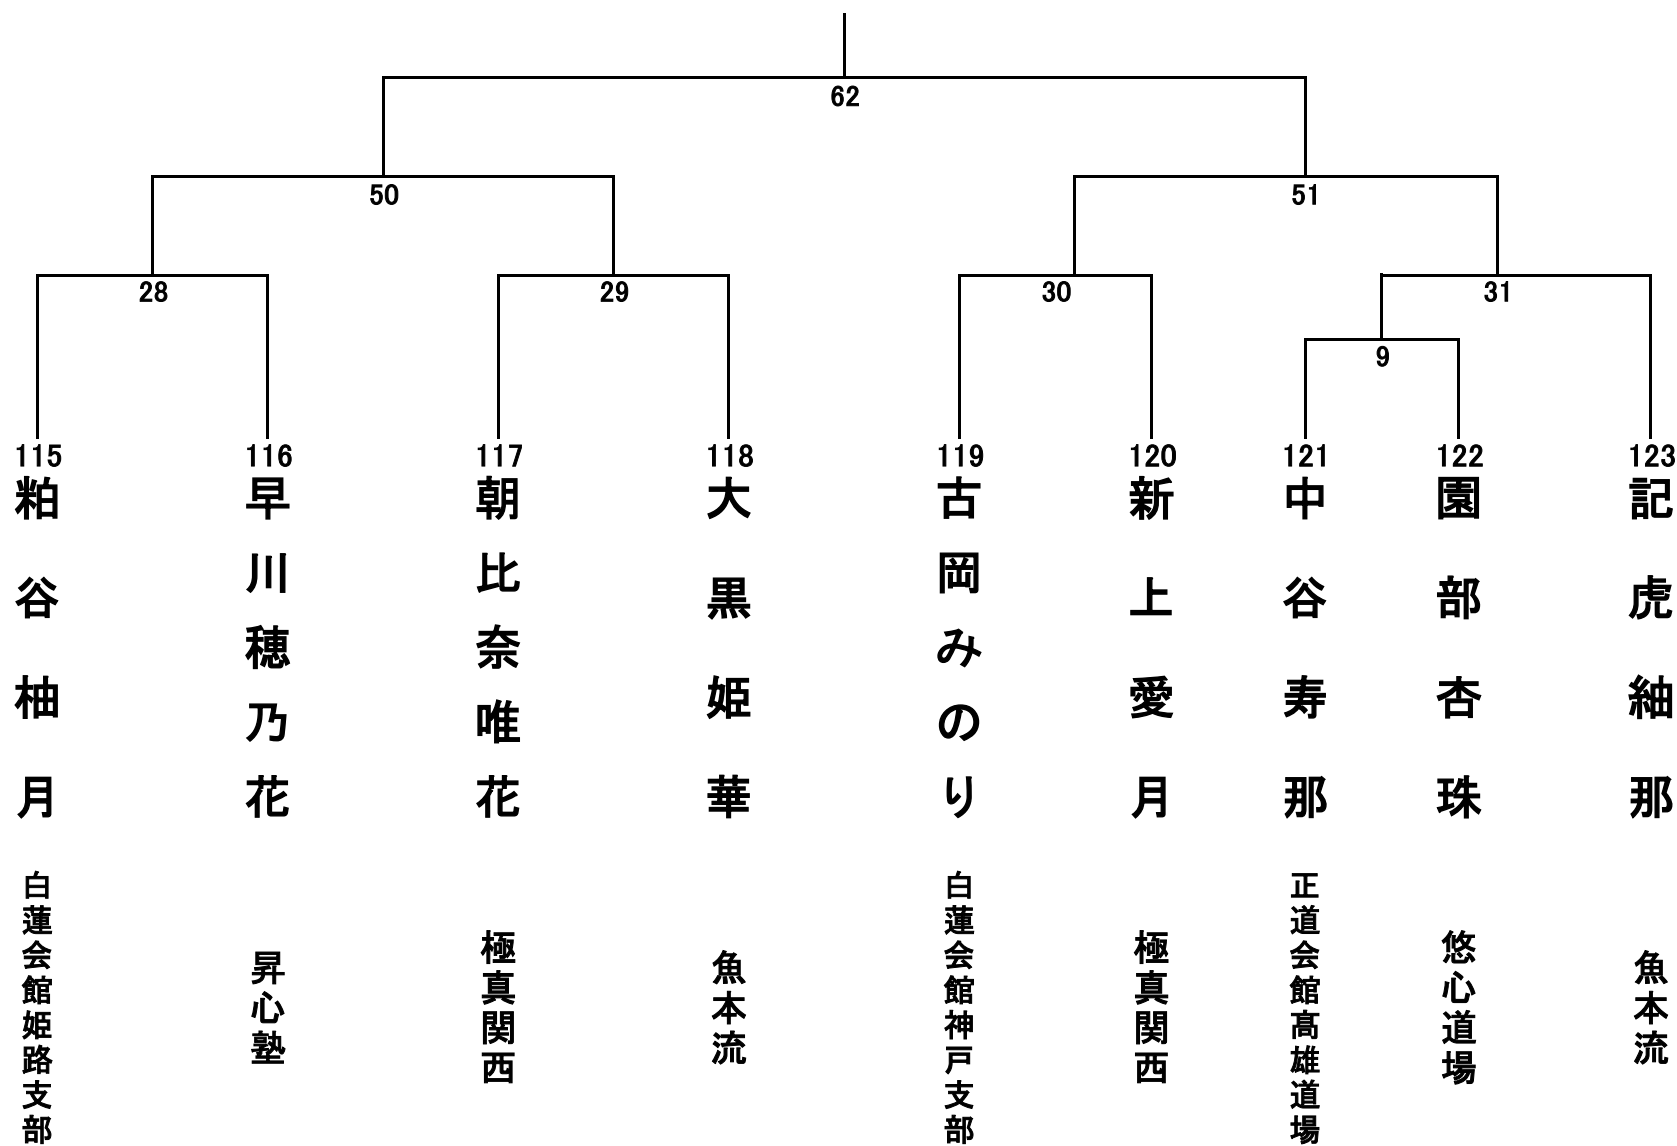 62
50
51
28
29
30
31
9
115
粕谷柚月
白蓮会館姫路支部
116
早川穂乃花
昇心塾
117
朝比奈唯花
極真関西
118
大黒姫華
魚本流
119
古岡みのり
白蓮会館神戸支部
120
新上愛月
極真関西
121
中谷寿那
正道会館髙雄道場
122
園部杏珠
悠心道場
123
記虎紬那
魚本流